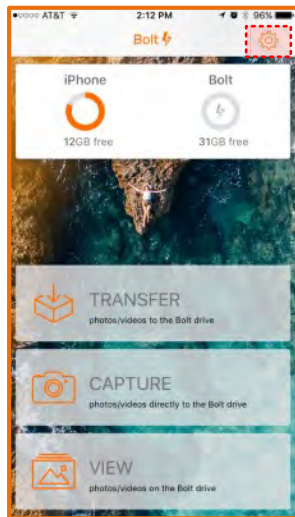 AT&T 2:12 PM 96%
Bolt
iPhone Bolt
12GB free 31GB free
TRANSFER
photos/videos to the Bolt drive
CAPTURE
photos/videos directly to the Bolt drive
VIEW
photos/videos on the Bolt drive